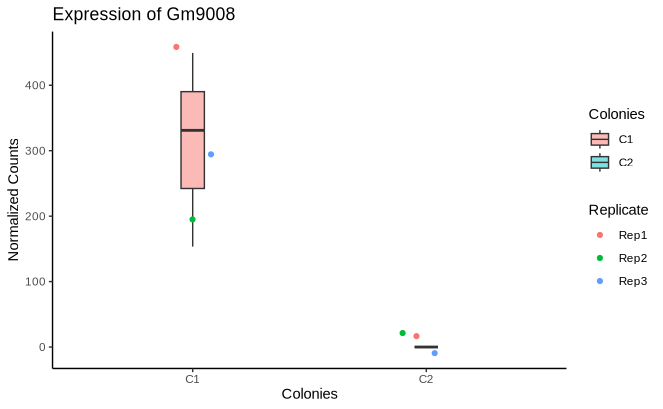 Expression of Gm9008
Normalized Counts
400
300
200
100
0
C1
C2
Colonies
Colonies
C1
C2
Replicate
Rep1
Rep2
Rep3